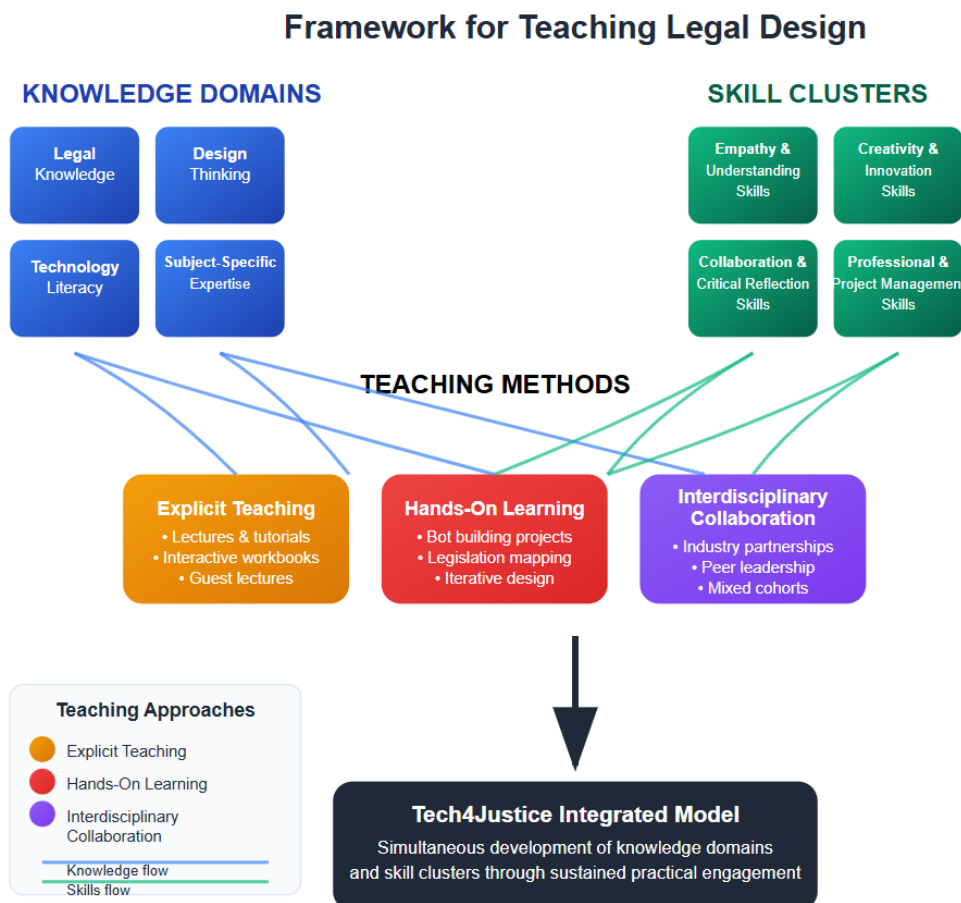 Framework for Teaching Legal Design
KNOWLEDGE DOMAINS
SKILL CLUSTERS
Legal
Knowledge
Design
Thinking
Empathy &
Understanding
Skills
Creativity &
Innovation
Skills
Technology
Literacy
Subject-Specific
Expertise
Collaboration &
Critical Reflection
Skills
Professional &
Project Management
Skills
TEACHING METHODS
Explicit Teaching
• Lectures & tutorials
• Interactive workbooks
• Guest lectures
Hands-On Learning
• Bot building projects
• Legislation mapping
• Iterative design
Interdisciplinary
Collaboration
• Industry partnerships
• Peer leadership
• Mixed cohorts
Teaching Approaches
Explicit Teaching
Hands-On Learning
Interdisciplinary
Collaboration
Knowledge flow
Skills flow
Tech4Justice Integrated Model
Simultaneous development of knowledge domains
and skill clusters through sustained practical engagement